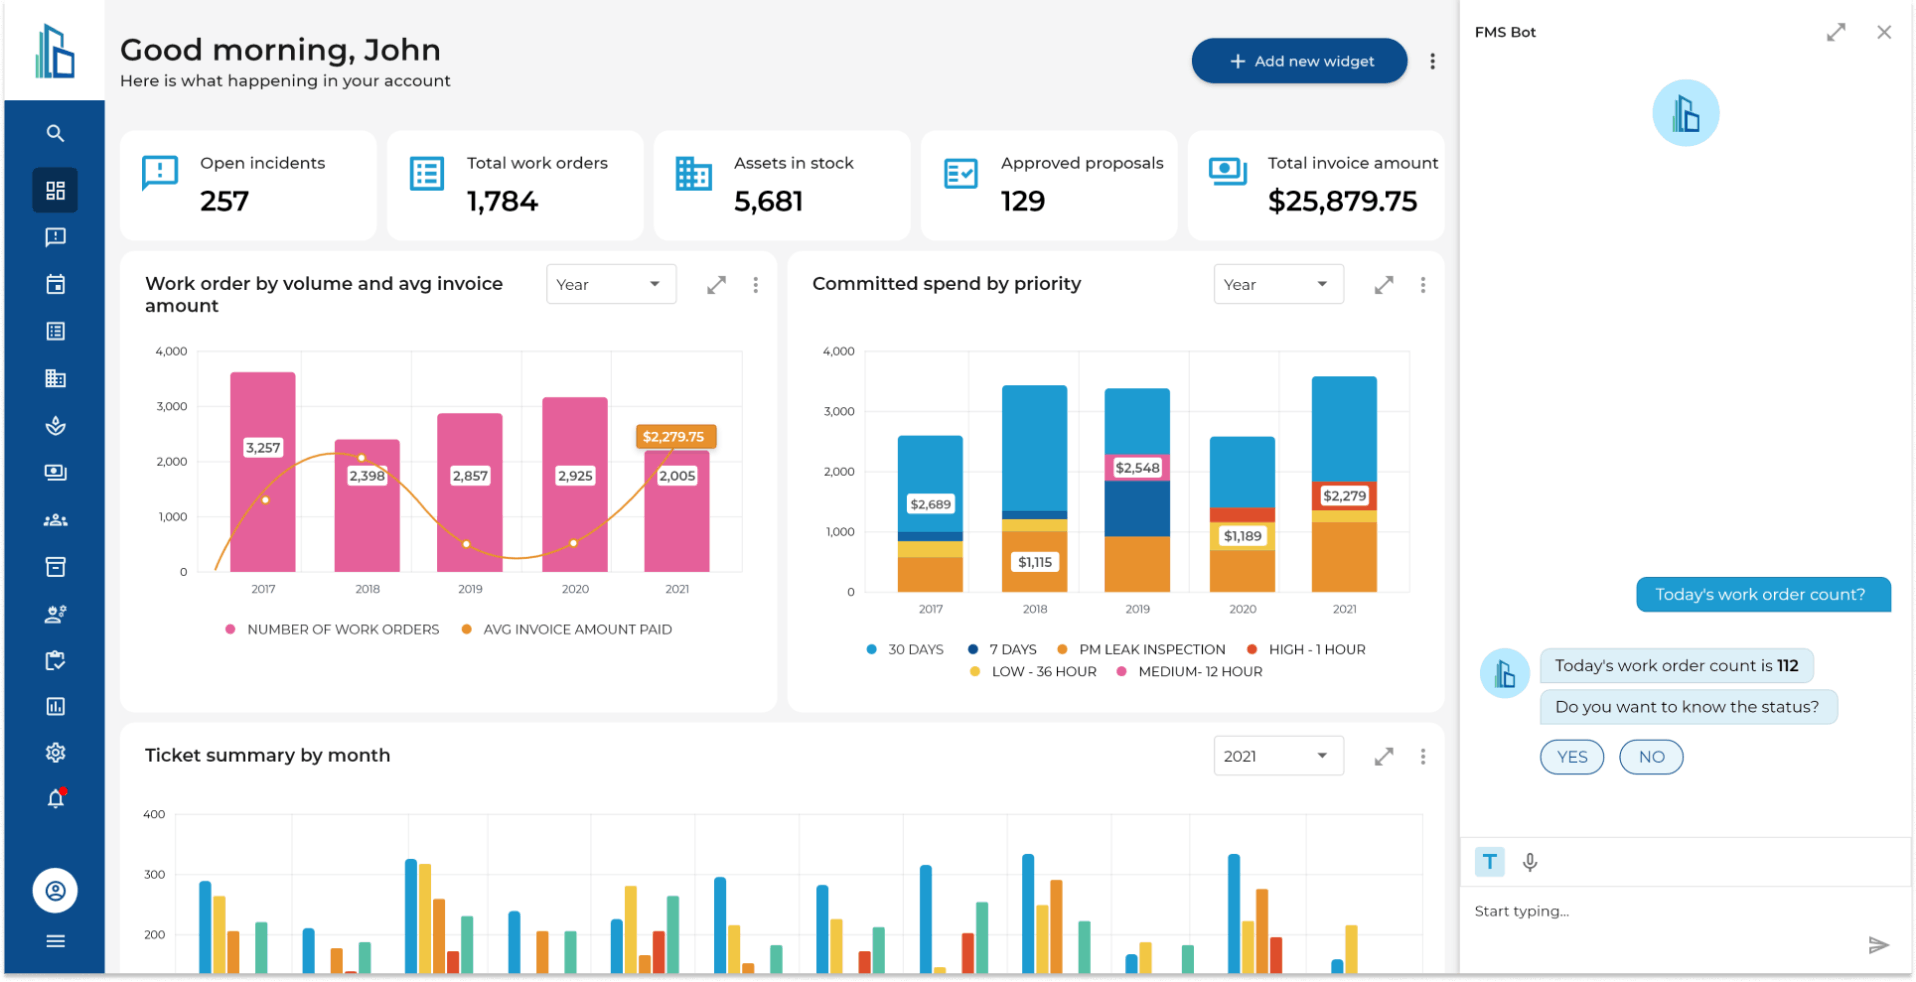 Good morning, John
Here is what happening in your account
+ Add new widget
Open incidents
257
Total work orders
1,784
Assets in stock
5,681
Approved proposals
129
Total invoice amount
$25,879.75
Work order by volume and avg invoice
amount
Year
4,000
3,000
2,000
1,000
0
3,257
2,398
2,857
2,925
$2,279.75
2,005
2017 2018 2019 2020 2021
NUMBER OF WORK ORDERS AVG INVOICE AMOUNT PAID
Committed spend by priority
Year
4,000
3,000
2,000
1,000
0
$2,689
$1,115
$2,548
$1,189
$2,279
2017 2018 2019 2020 2021
30 DAYS 7 DAYS PM LEAK INSPECTION HIGH - 1 HOUR
LOW - 36 HOUR MEDIUM- 12 HOUR
Ticket summary by month
2021
400
300
200
FMS Bot
Today's work order count?
Today's work order count is 112
Do you want to know the status?
YES NO
T
Start typing...